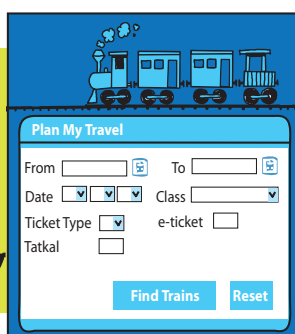 Plan My Travel
From To
Date Class
Ticket Type e-ticket
Tatkal
Find Trains Reset